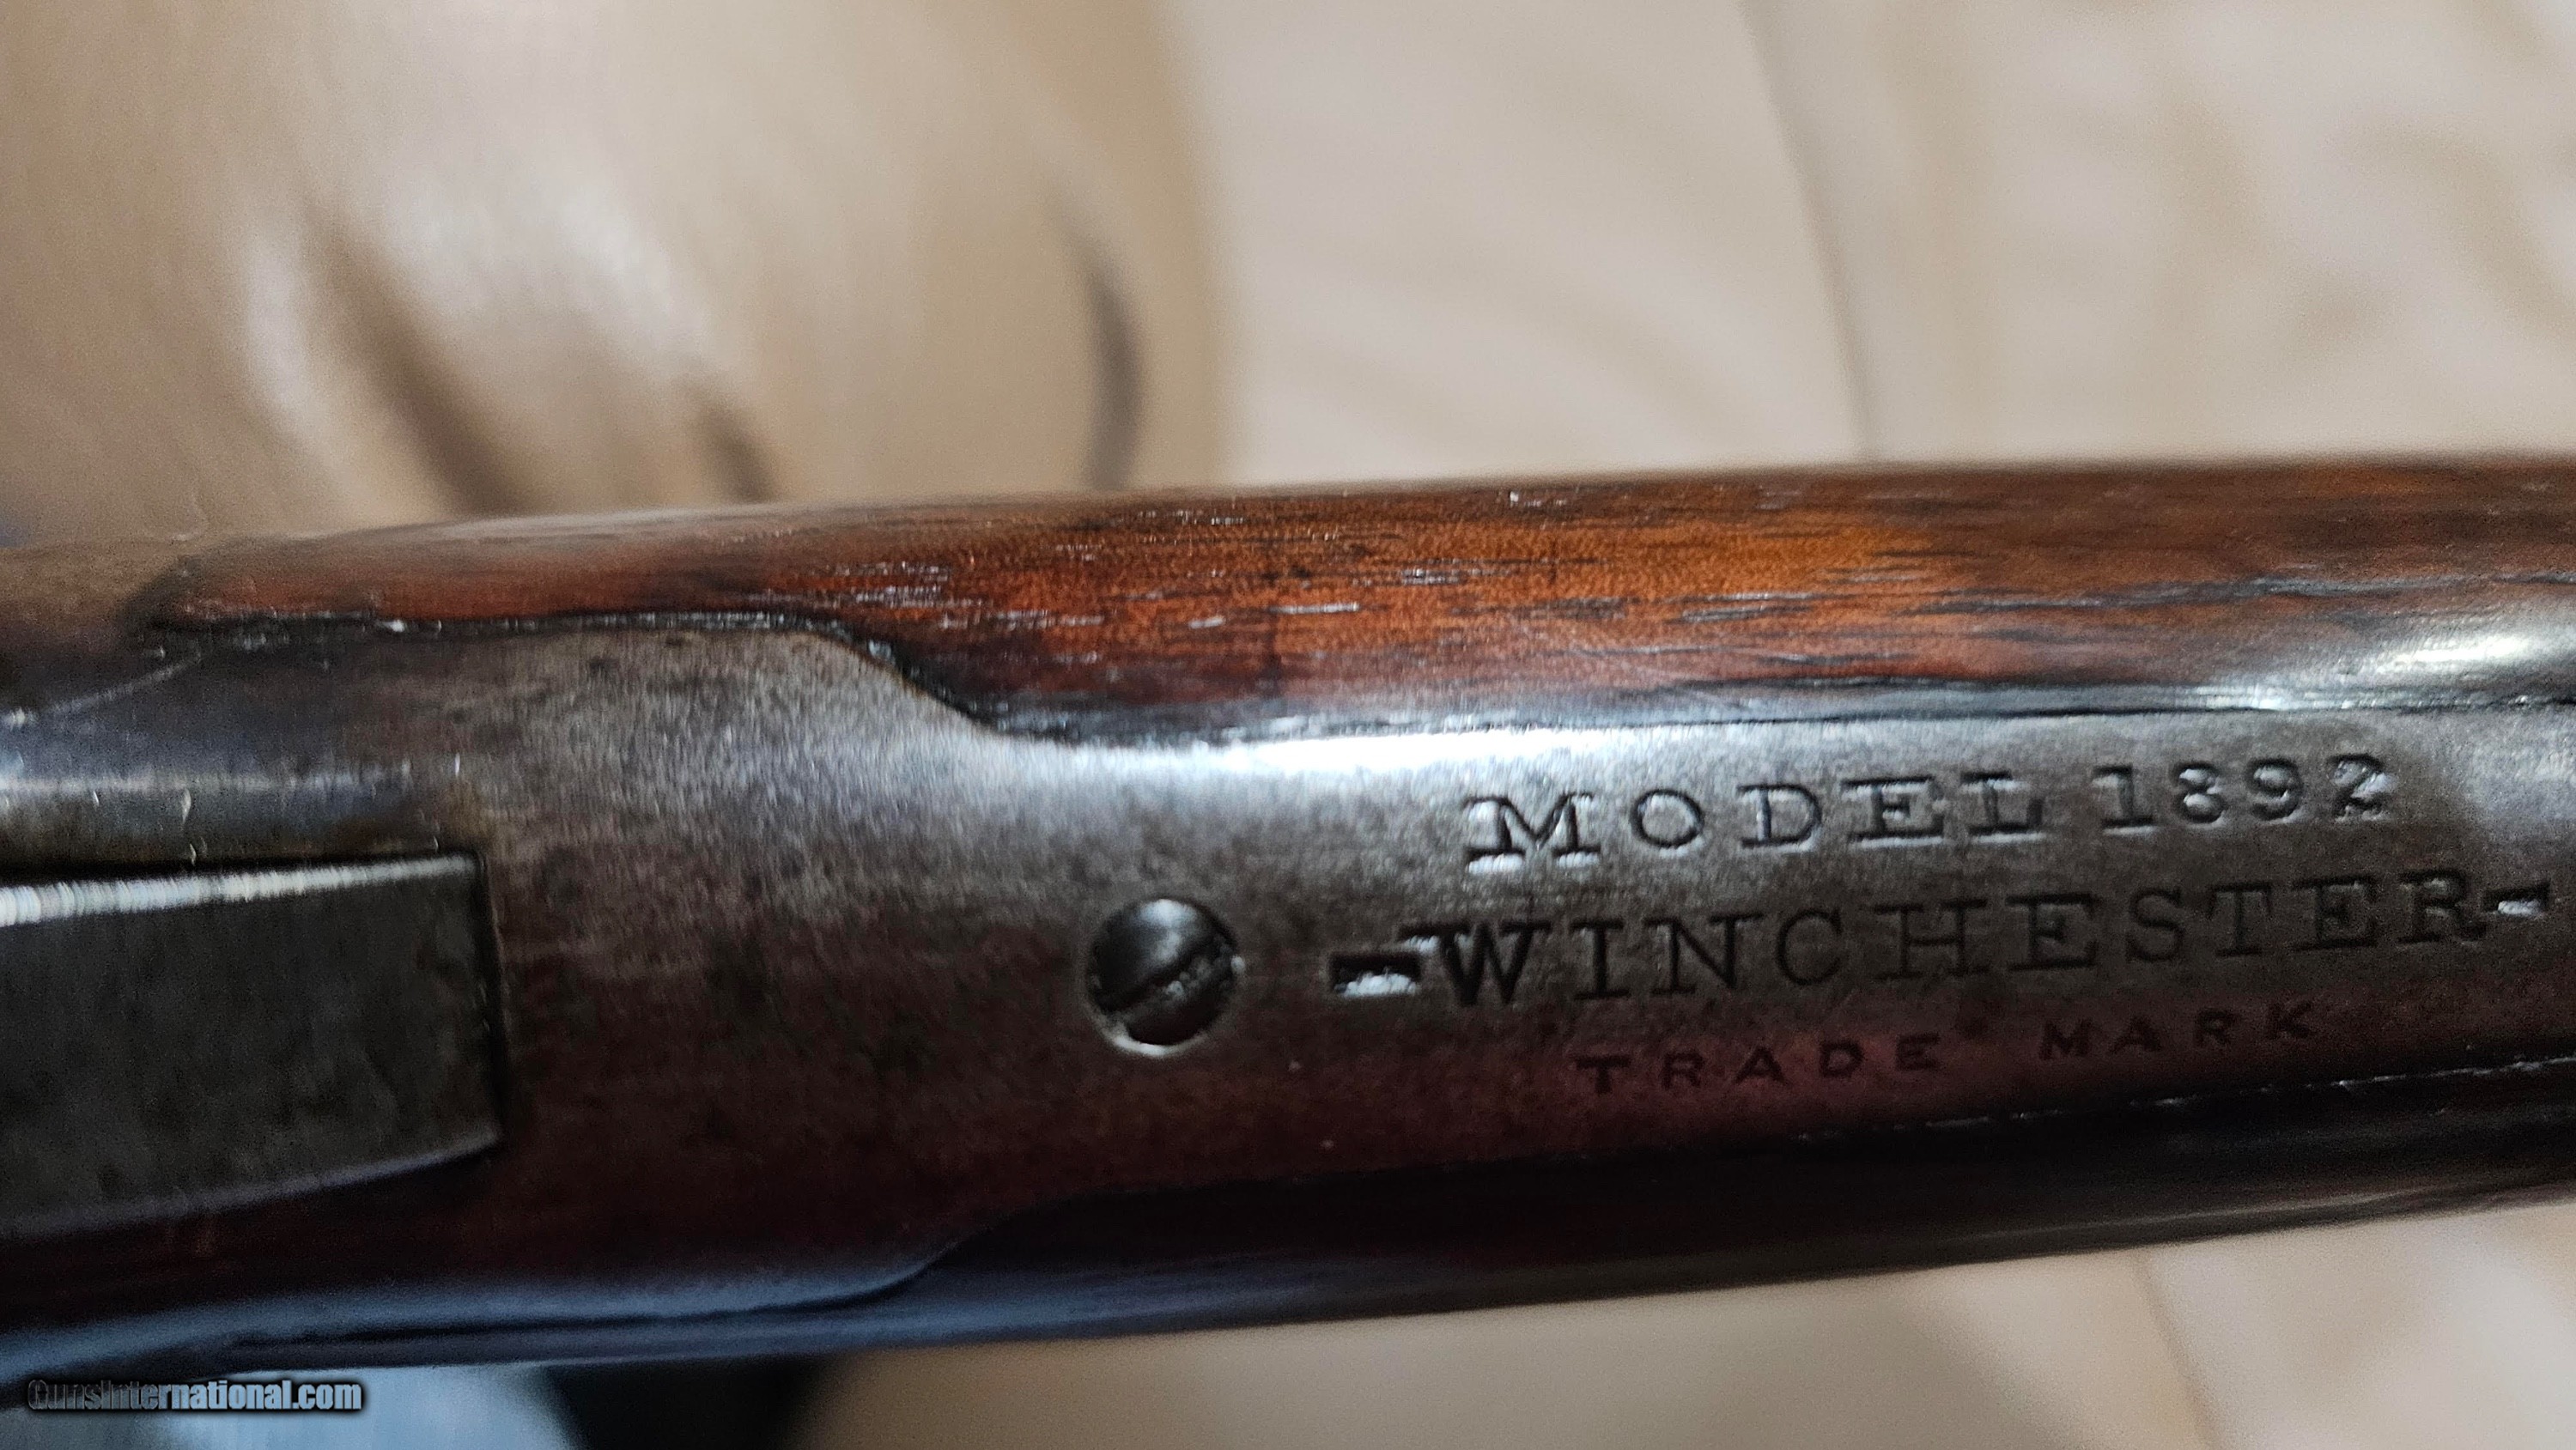 MODEL 1892
-WINCHESTER-
TRADE MARK
GunsInternational.com